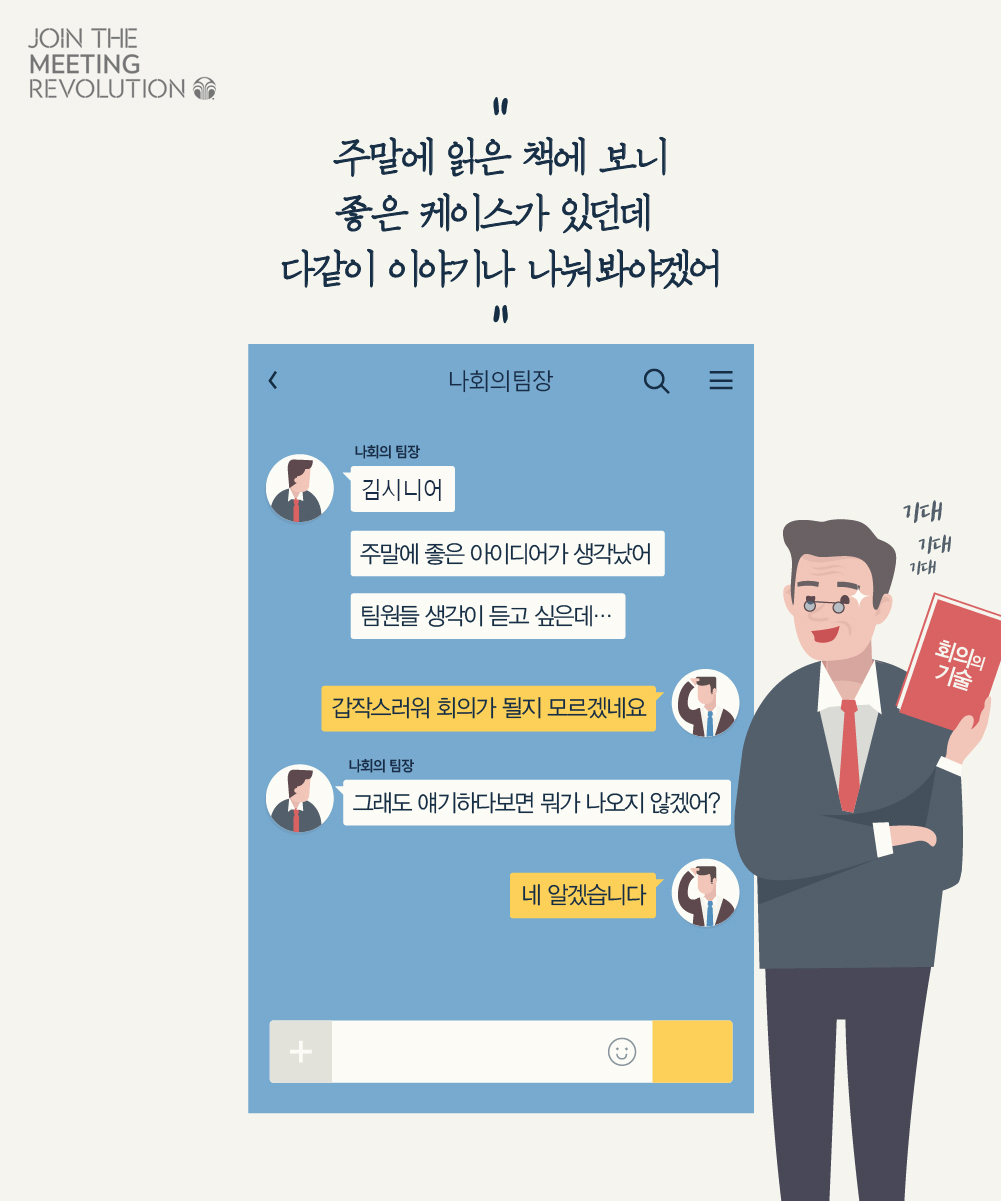 JOIN THE
MEETING
REVOLUTION
"
주말에 읽은 책에 보니
좋은 케이스가 있던데
다같이 이야기나 나눠봐야겠어
"
나회의팀장
나회의 팀장
김시니어
주말에 좋은 아이디어가 생각났어
팀원들 생각이 듣고 싶은데…
갑작스러워 회의가 될지 모르겠네요
나회의 팀장
그래도 얘기하다보면 뭐가 나오지 않겠어?
네 알겠습니다
기대
기대
기대
회의의
기술